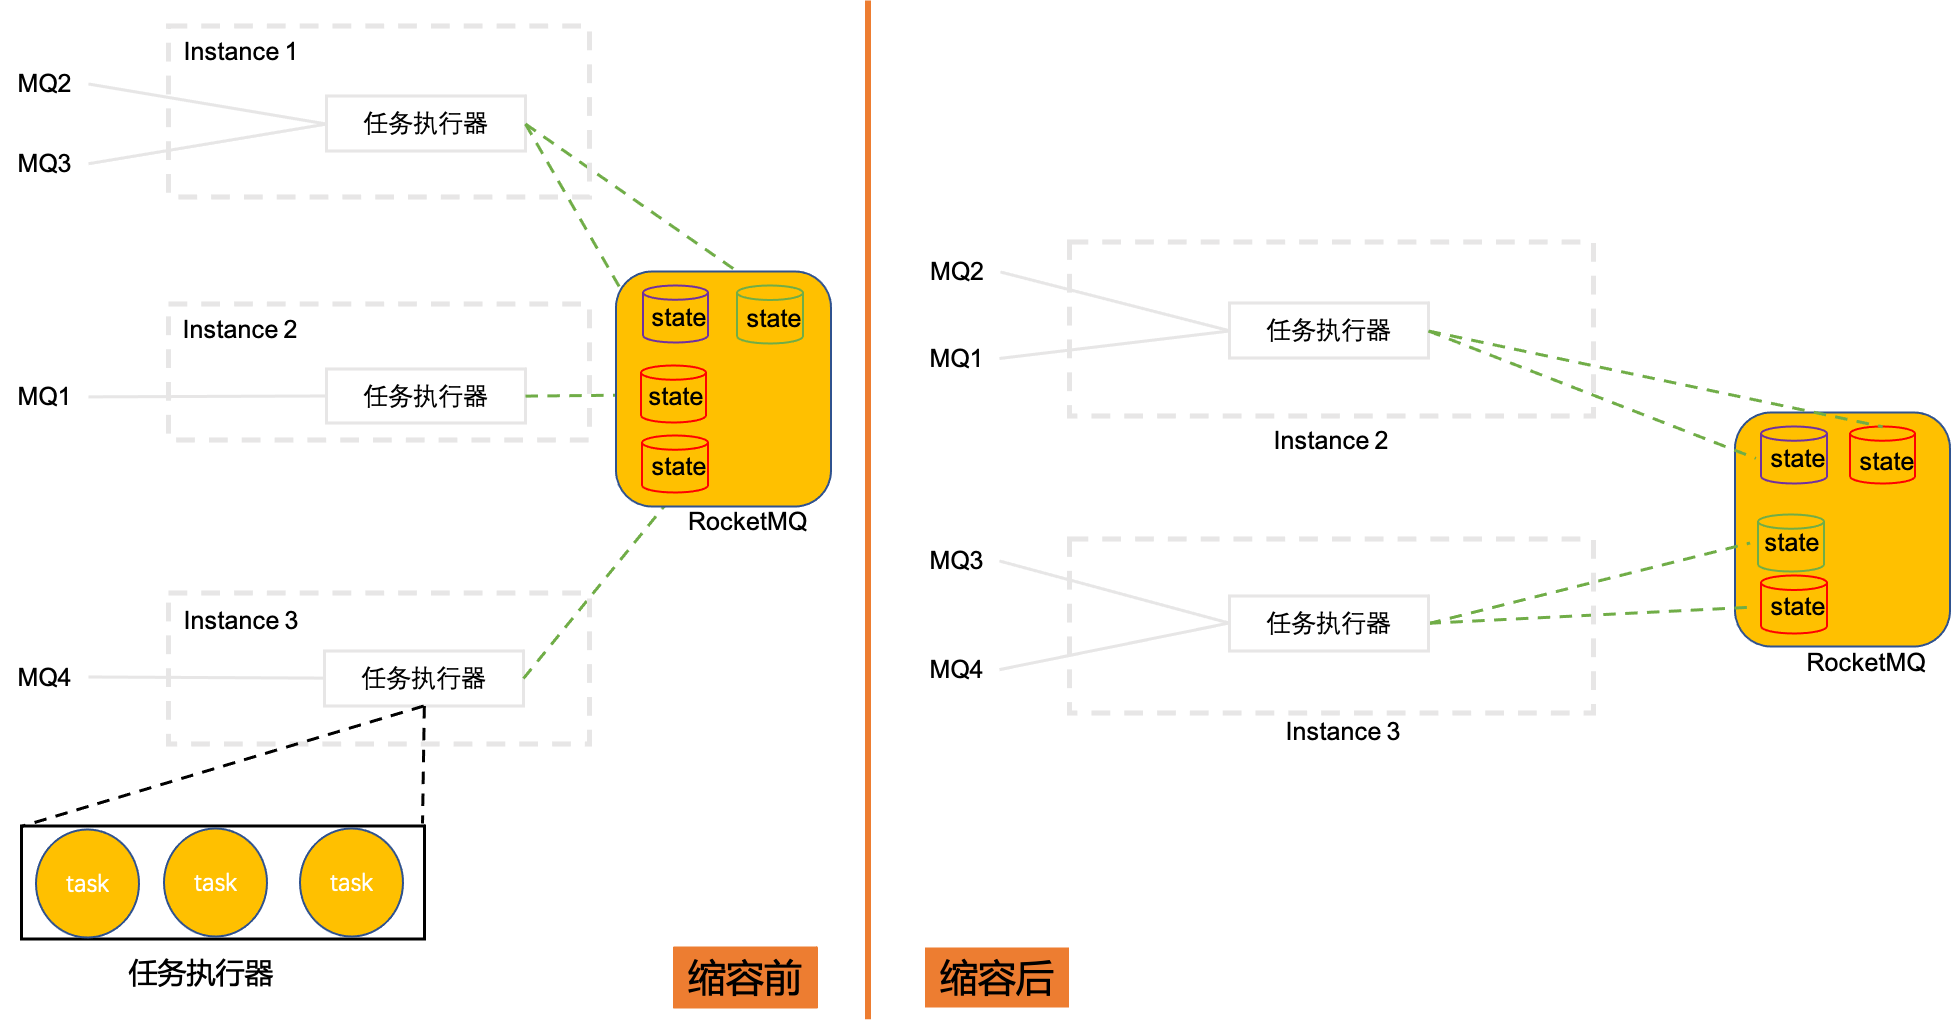 Instance 1
MQ2
任务执行器
MQ3
Instance 2
MQ1
任务执行器
state
state
state
state
RocketMQ
Instance 3
MQ4
任务执行器
task
task
task
任务执行器
缩容前
MQ2
任务执行器
MQ1
Instance 2
state
state
state
state
RocketMQ
MQ3
任务执行器
MQ4
Instance 3
缩容后